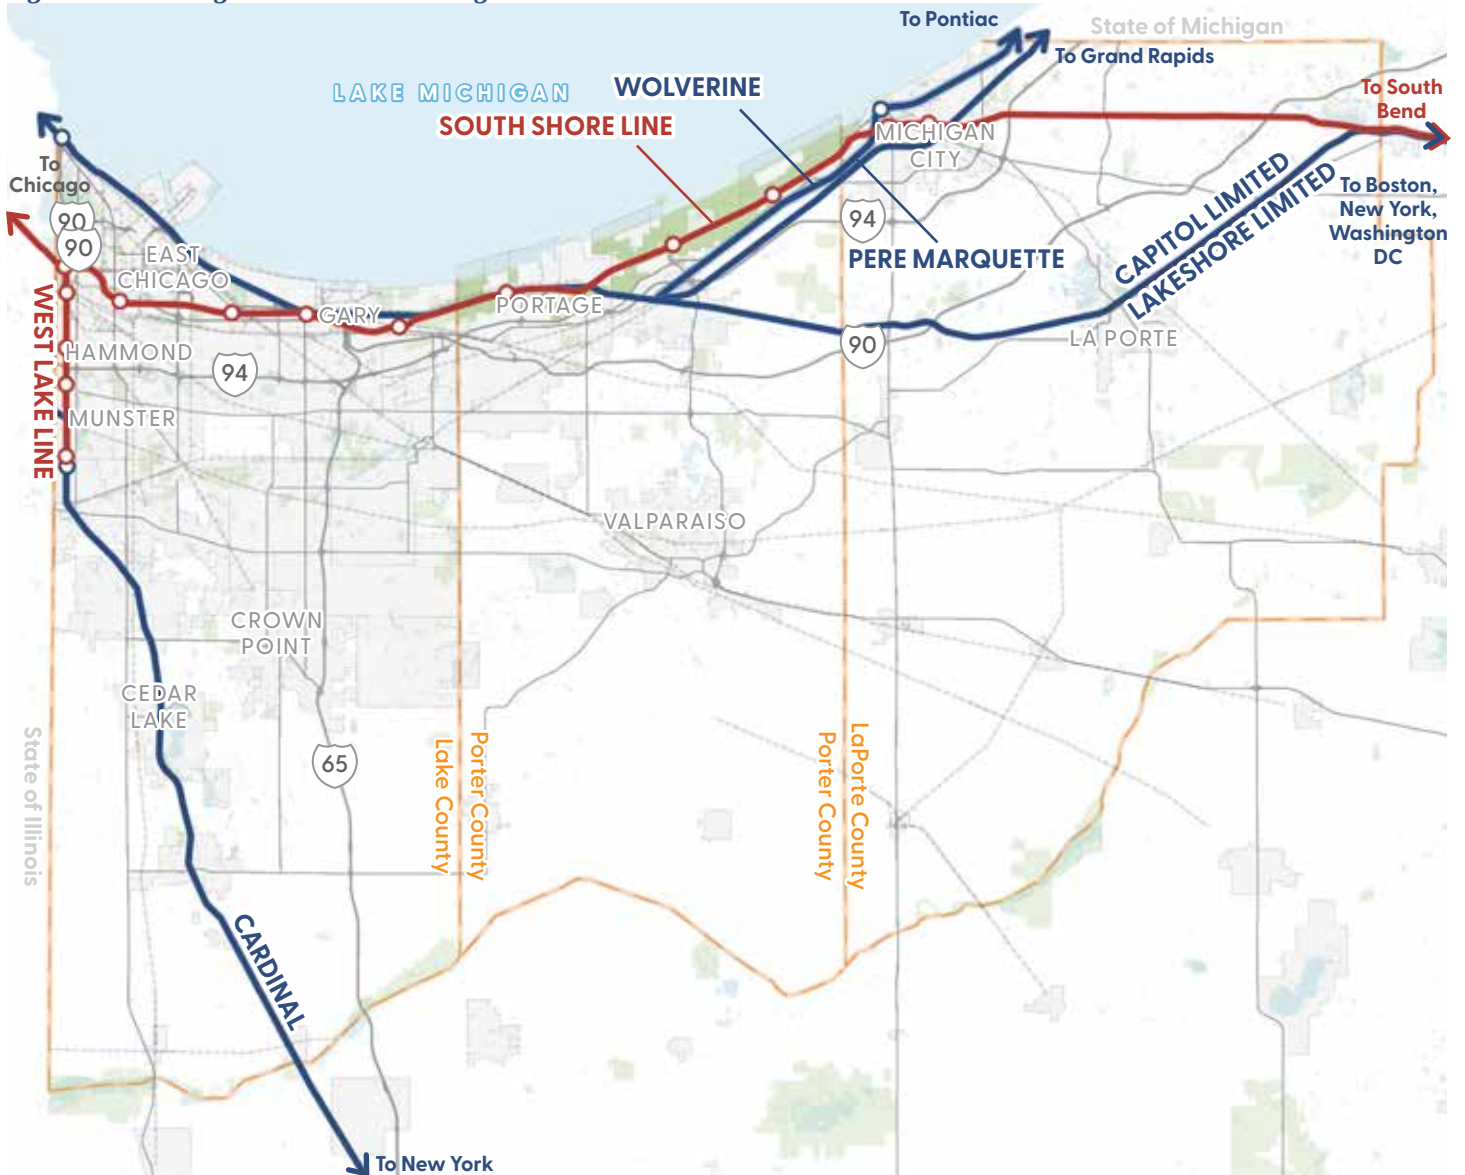 To Pontiac
State of Michigan
To Grand Rapids
LAKE MICHIGAN
WOLVERINE
SOUTH SHORE LINE
To South
Bend
MICHIGAN
CITY
To
Chicago
90
90
94
CAPITOL LIMITED
LAKESHORE LIMITED
To Boston,
New York,
Washington
DC
EAST
CHICAGO
PERE MARQUETTE
WEST LAKE LINE
GARY
PORTAGE
HAMMOND
94
90
LA PORTE
MUNSTER
VALPARAISO
CROWN
POINT
CEDAR
LAKE
65
State of Illinois
Lake County
Porter County
Porter County
LaPorte County
CARDINAL
To New York